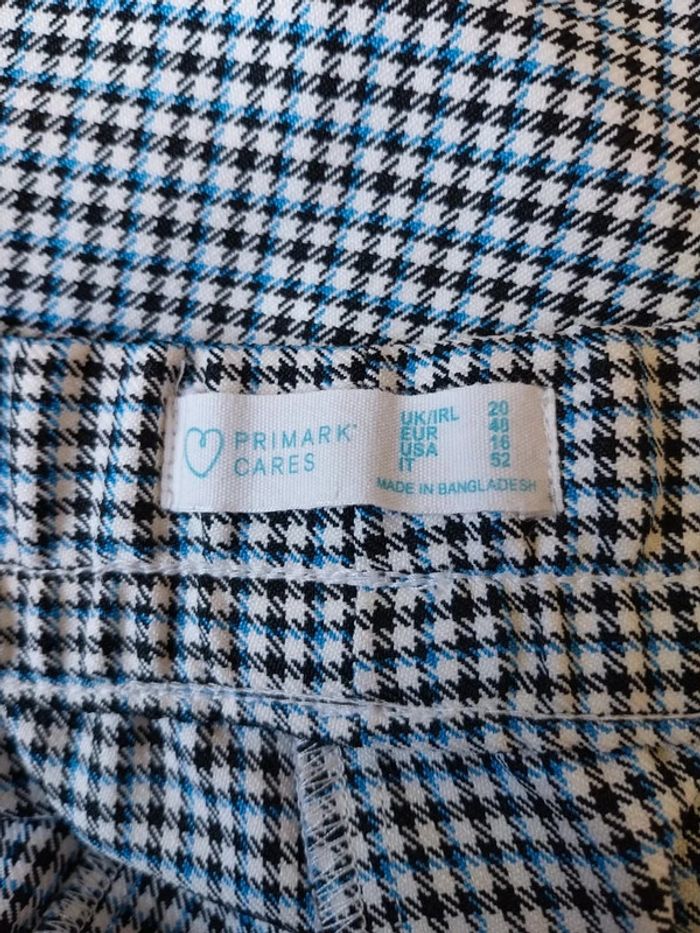 PRIMARK®
CARES
UK/IRL 20
EUR 48
USA 16
IT 52
MADE IN BANGLADESH